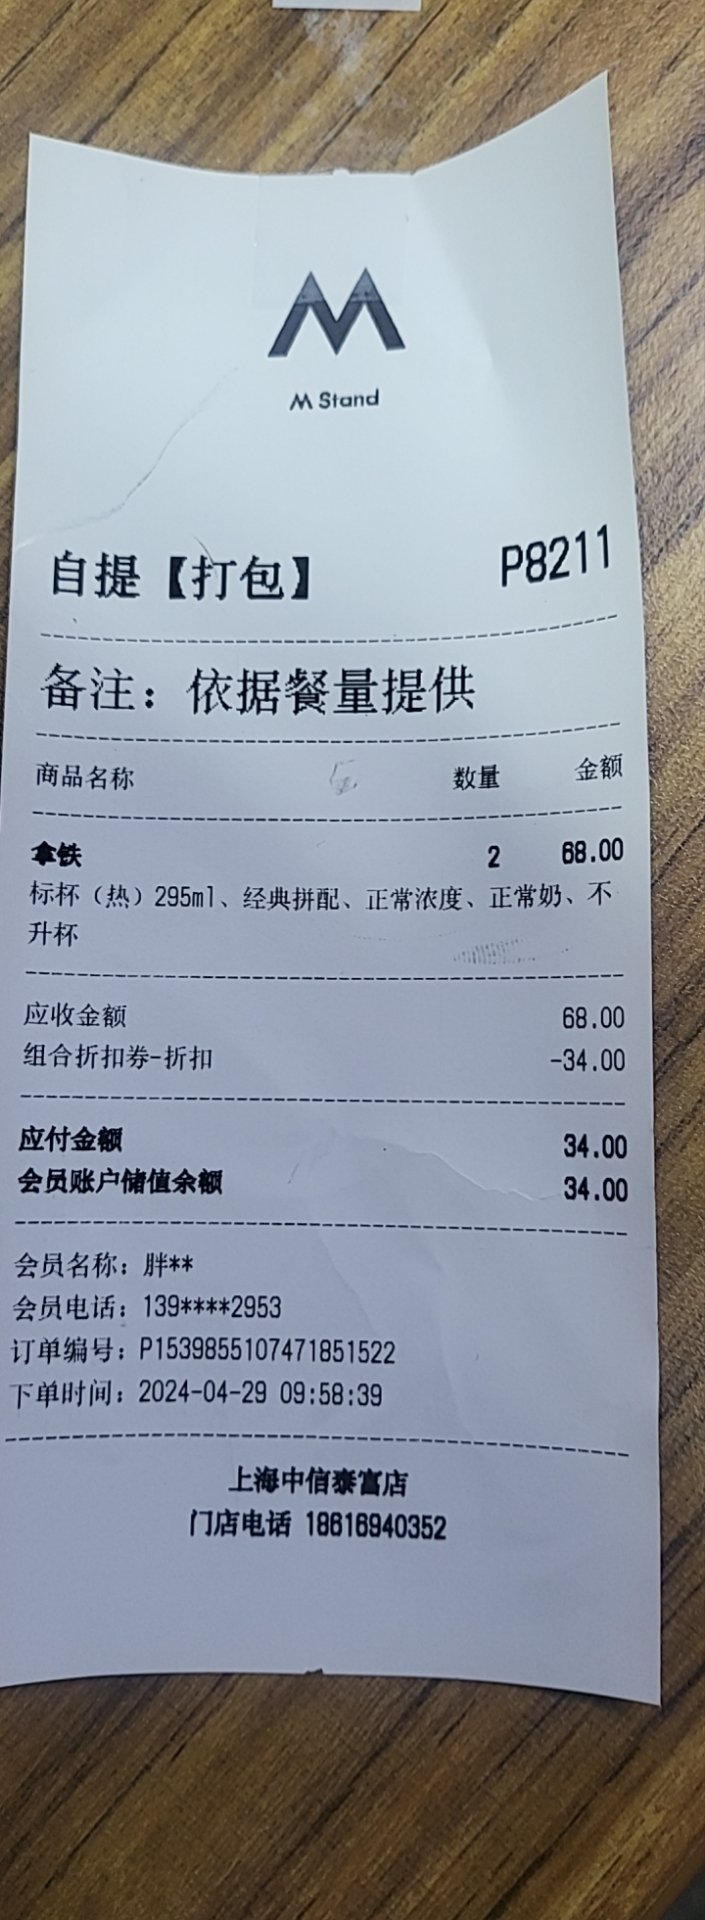 M Stand
自提【打包】 P8211
备注：依据餐量提供
商品名称 数量 金额
拿铁 2 68.00
标杯（热）295ml、经典拼配、正常浓度、正常奶、不
升杯
应收金额 68.00
组合折扣券-折扣 -34.00
应付金额 34.00
会员账户储值余额 34.00
会员名称：胖**
会员电话：139****2953
订单编号：P1539855107471851522
下单时间：2024-04-29 09:58:39
上海中信泰富店
门店电话 18616940352